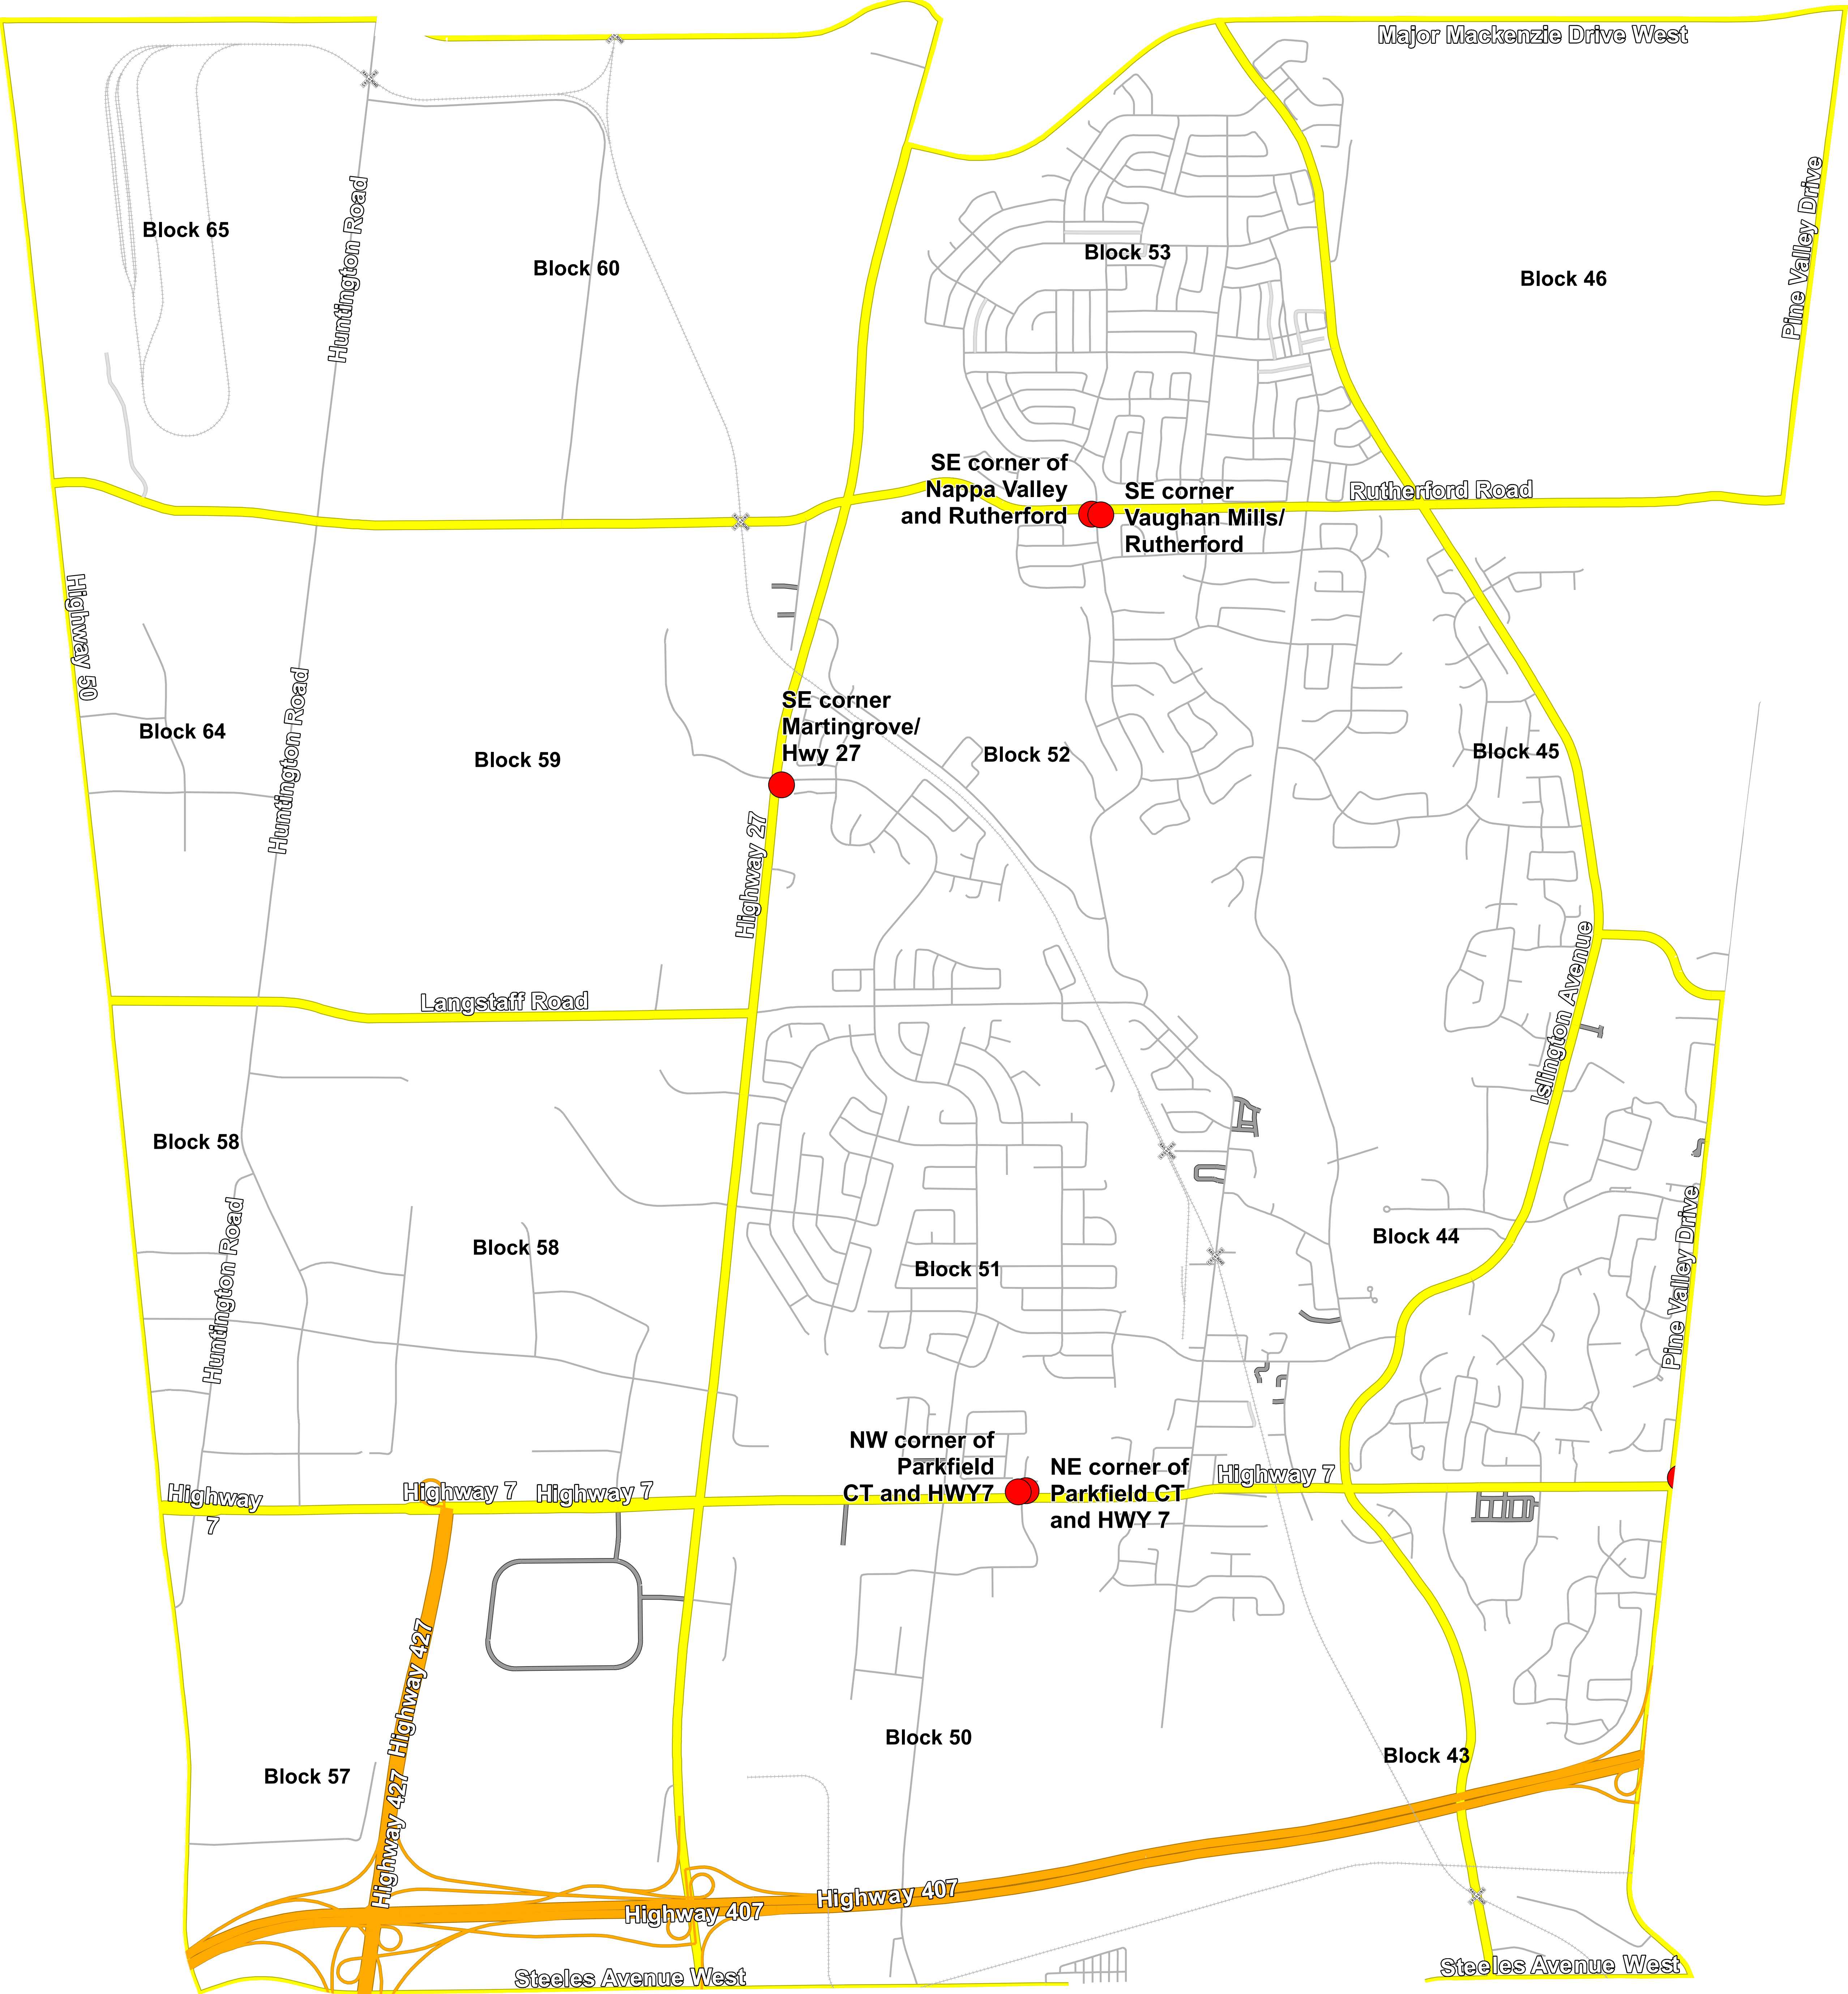 Major Mackenzie Drive West
Pine Valley Drive
Huntington Road
Block 65
Block 60
Block 53
Block 46
SE corner of
Nappa Valley
and Rutherford
SE corner
Vaughan Mills/
Rutherford
Rutherford Road
Highway 50
Huntington Road
SE corner
Martingrove/
Hwy 27
Block 64
Block 59
Block 52
Block 45
Highway 27
Islington Avenue
Langstaff Road
Block 58
Huntington Road
Block 58
Block 51
Block 44
Pine Valley Drive
NW corner of
Parkfield
CT and HWY7
NE corner of
Parkfield CT
and HWY 7
Highway 7
Highway
7
Highway 7
Highway 7
Highway 427
Highway 427
Block 50
Block 43
Block 57
Highway 407
Highway 407
Steeles Avenue West
Steeles Avenue West